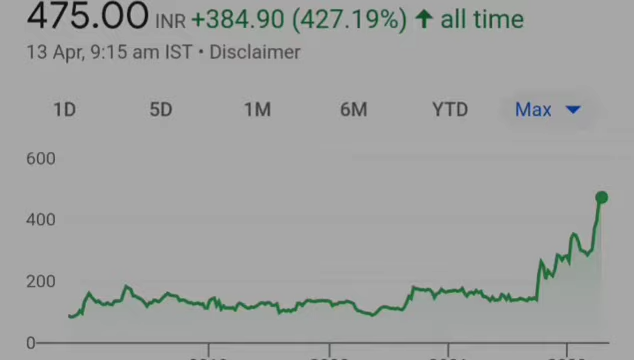 475.00 INR +384.90 (427.19%) ↑ all time
13 Apr, 9:15 am IST • Disclaimer
1D 5D 1M 6M YTD Max
600
400
200
0